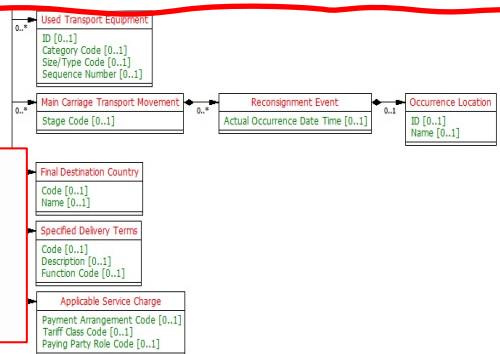 Used Transport Equipment
0..*
ID [0..1]
Category Code [0..1]
Size/Type Code [0..1]
Sequence Number [0..1]
Main Carriage Transport Movement
0..*
Stage Code [0..1]
0..*
Reconsignment Event
Actual Occurrence Date Time [0..1]
0..1
Occurrence Location
ID [0..1]
Name [0..1]
Final Destination Country
Code [0..1]
Name [0..1]
Specified Delivery Terms
Code [0..1]
Description [0..1]
Function Code [0..1]
Applicable Service Charge
Payment Arrangement Code [0..1]
Tariff Class Code [0..1]
Paying Party Role Code [0..1]